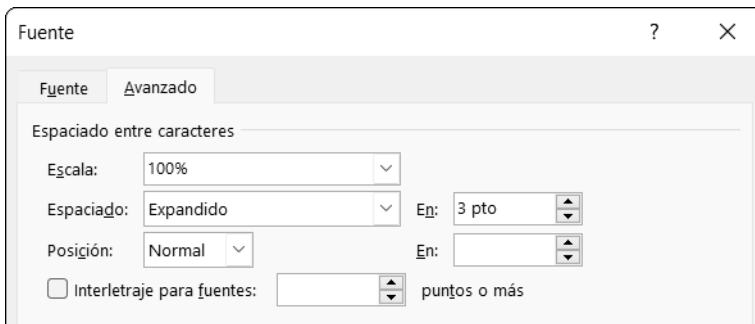 Fuente ?
Fuente Avanzado
Espaciado entre caracteres
Escala: 100%
Espaciado: Expandido En: 3 pto
Posición: Normal En:
Interletraje para fuentes: puntos o más